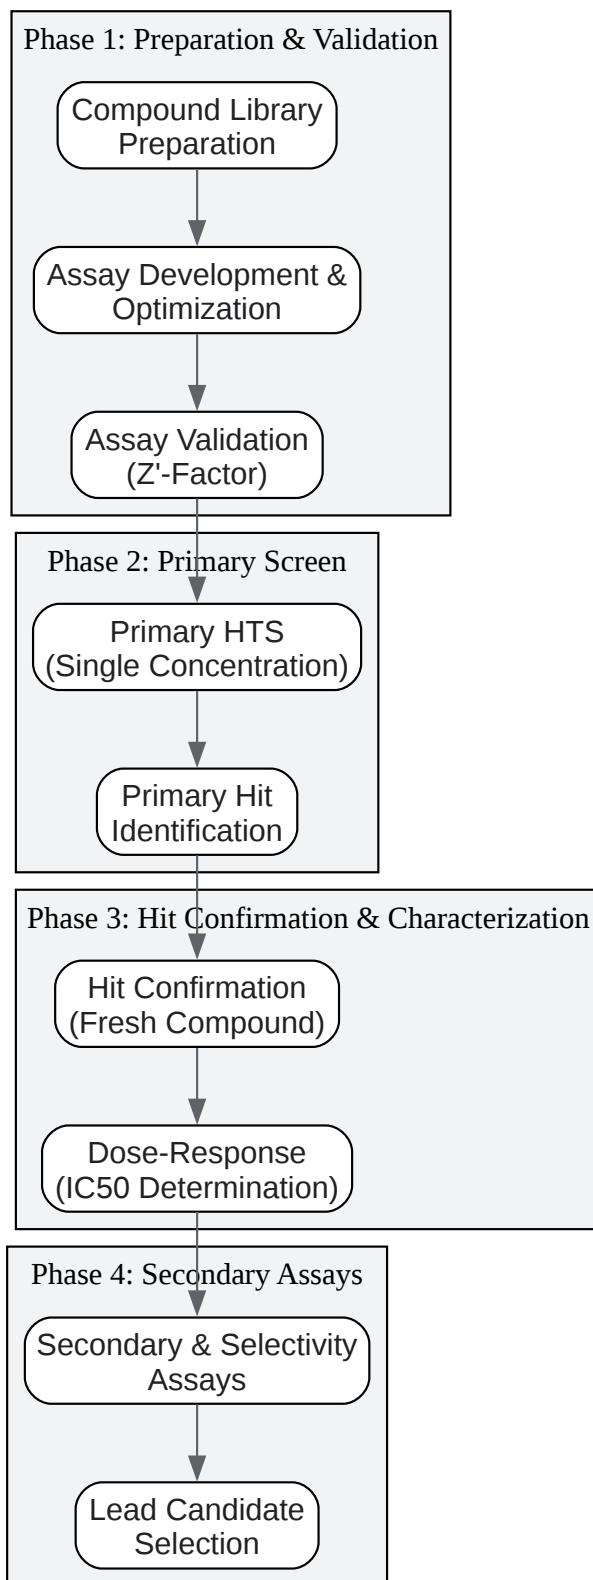 Phase 1: Preparation & Validation
Compound Library
Preparation
Assay Development &
Optimization
Assay Validation
(Z'-Factor)
Phase 2: Primary Screen
Primary HTS
(Single Concentration)
Primary Hit
Identification
Phase 3: Hit Confirmation & Characterization
Hit Confirmation
(Fresh Compound)
Dose-Response
(IC50 Determination)
Phase 4: Secondary Assays
Secondary & Selectivity
Assays
Lead Candidate
Selection